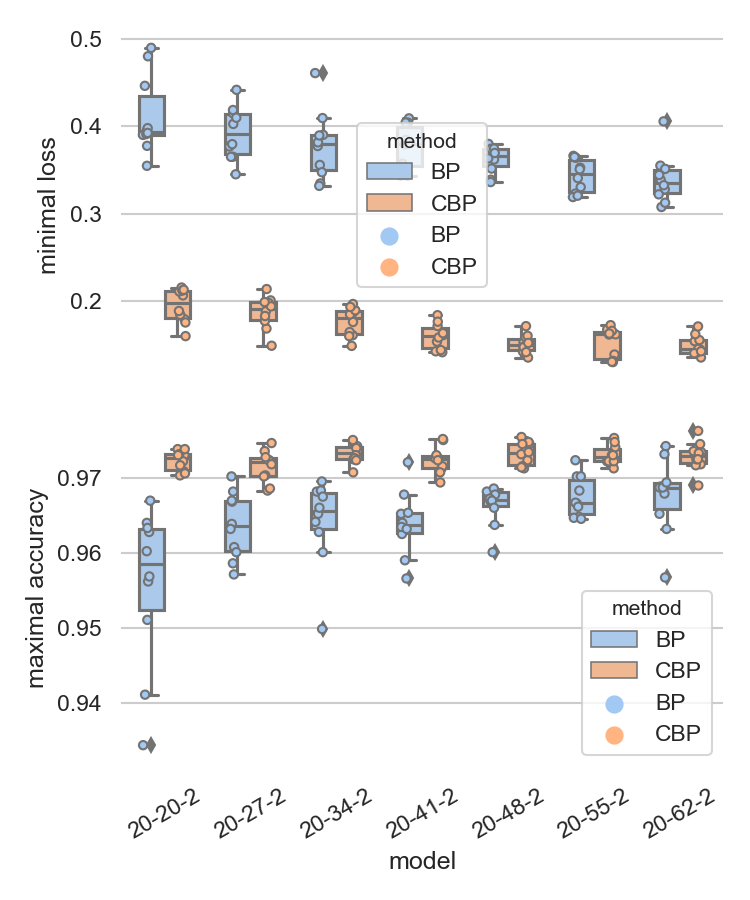 0.5
0.4
0.3
0.2
minimal loss
method
BP
CBP
BP
CBP
0.97
0.96
0.95
0.94
maximal accuracy
method
BP
CBP
BP
CBP
20-20-2
20-27-2
20-34-2
20-41-2
20-48-2
20-55-2
20-62-2
model